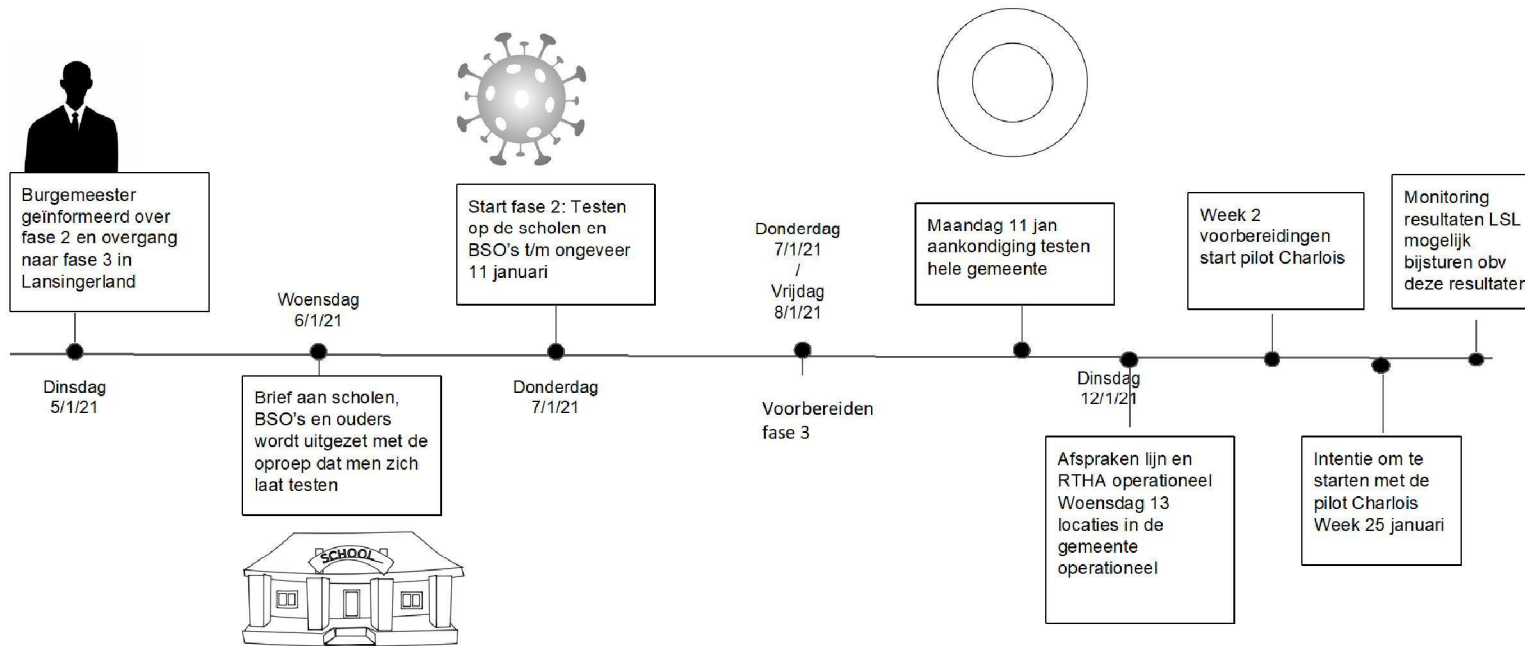 Burgemeester
geïnformeerd over
fase 2 en overgang
naar fase 3 in
Lansingerland
Dinsdag
5/1/21
Woensdag
6/1/21
Brief aan scholen,
BSO's en ouders
wordt uitgezet met de
oproep dat men zich
laat testen
SCHOOL
Start fase 2: Testen
op de scholen en
BSO's t/m ongeveer
11 januari
Donderdag
7/1/21
Donderdag
7/1/21
/
Vrijdag
8/1/21
Voorbereiden
fase 3
Maandag 11 jan
aankondiging testen
hele gemeente
Dinsdag
12/1/21
Afspraken lijn en
RTHA operationeel
Woensdag 13
locaties in de
gemeente
operationeel
Week 2
voorbereidingen
start pilot Charlois
Intentie om te
starten met de
pilot Charlois
Week 25 januari
Monitoring
resultaten LSL
mogelijk
bijsturen obv
deze resultaten